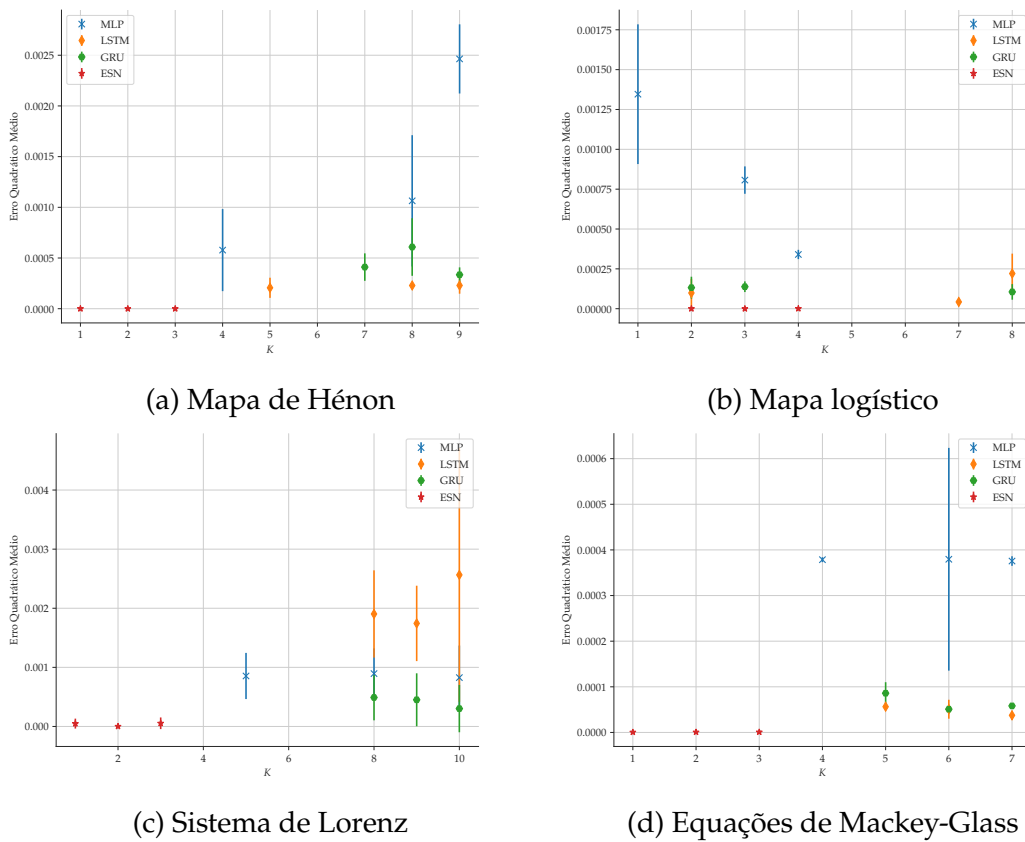 MLP
LSTM
GRU
ESN
0.0025
0.0020
0.0015
0.0010
0.0005
0.0000
Erro Quadrático Médio
1 2 3 4 5 6 7 8 9
K
(a) Mapa de Hénon
MLP
LSTM
GRU
ESN
0.00175
0.00150
0.00125
0.00100
0.00075
0.00050
0.00025
0.00000
Erro Quadrático Médio
1 2 3 4 5 6 7 8
K
(b) Mapa logístico
MLP
LSTM
GRU
ESN
0.004
0.003
0.002
0.001
0.000
Erro Quadrático Médio
2 4 6 8 10
K
(c) Sistema de Lorenz
MLP
LSTM
GRU
ESN
0.0006
0.0005
0.0004
0.0003
0.0002
0.0001
0.0000
Erro Quadrático Médio
1 2 3 4 5 6 7
K
(d) Equações de Mackey-Glass